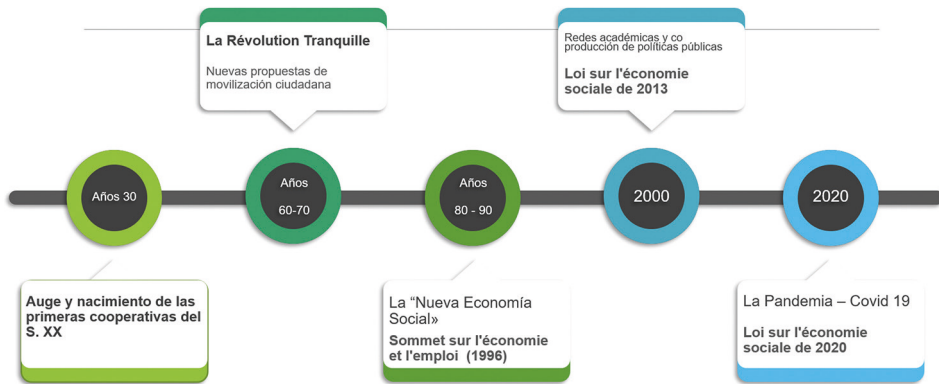 La Révolution Tranquille
Nuevas propuestas de
movilización ciudadana
Redes académicas y co
producción de políticas públicas
Loi sur l'économie
sociale de 2013
Años 30
Años
60-70
Años
80 - 90
2000
2020
Auge y nacimiento de las
primeras cooperativas del
S. XX
La “Nueva Economía
Social»
Sommet sur l'économie
et l'emploi (1996)
La Pandemia – Covid 19
Loi sur l'économie
sociale de 2020